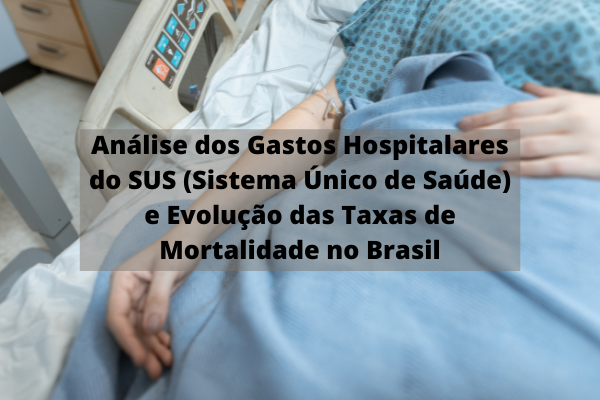 Análise dos Gastos Hospitalares
do SUS (Sistema Único de Saúde)
e Evolução das Taxas de
Mortalidade no Brasil